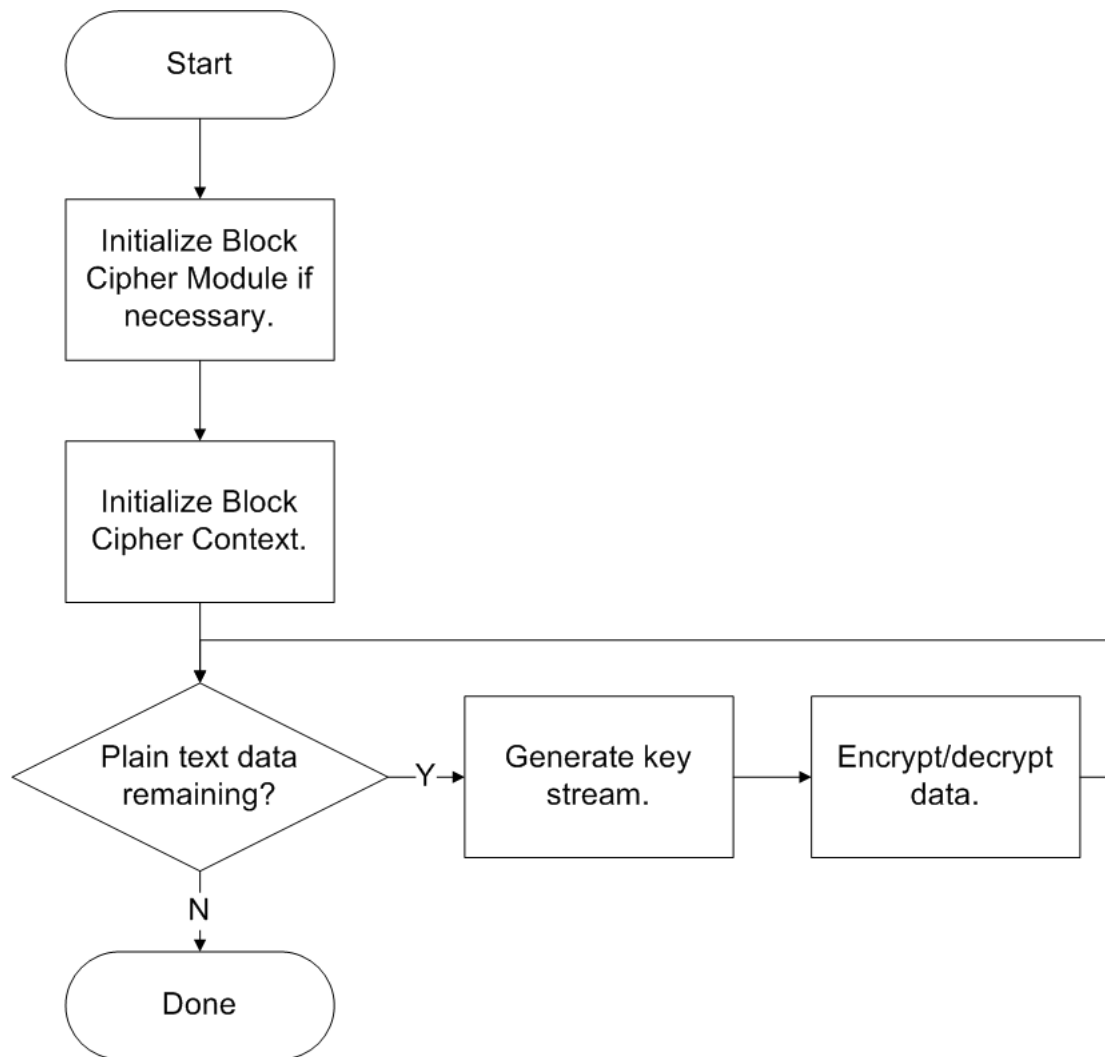 Start
Initialize Block
Cipher Module if
necessary.
Initialize Block
Cipher Context.
Plain text data
remaining?
Y
Generate key
stream.
Encrypt/decrypt
data.
N
Done